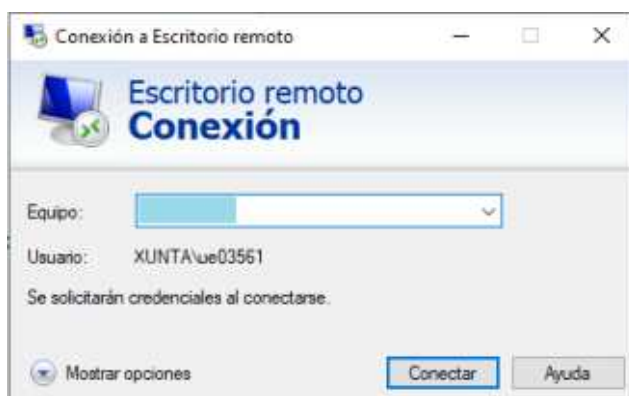 Conexión a Escritorio remoto
Escritorio remoto
Conexión
Equipo:
Usuario: XUNTA\ue03561
Se solicitarán credenciales al conectarse.
Mostrar opciones Conectar Ayuda